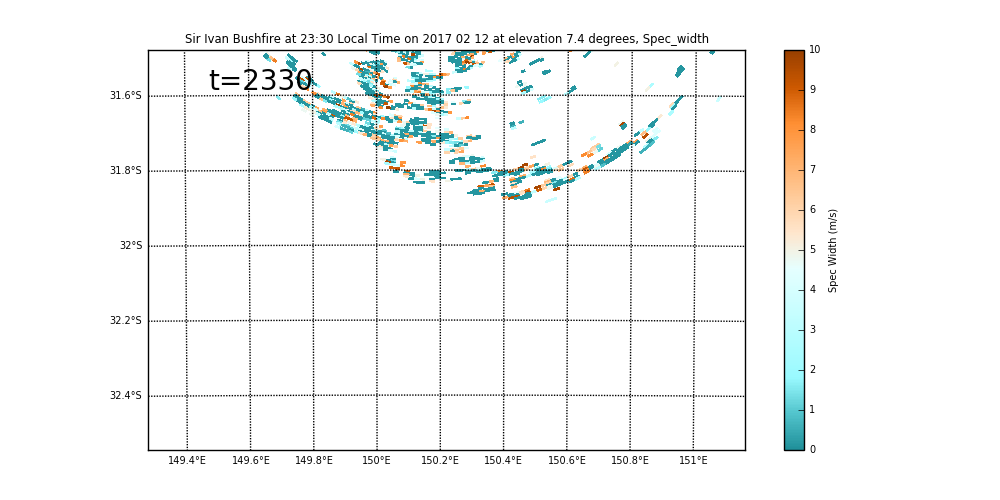 Sir Ivan Bushfire at 23:30 Local Time on 2017 02 12 at elevation 7.4 degrees, Spec_width
t=2330
31.6°S
31.8°S
32°S
32.2°S
32.4°S
149.4°E 149.6°E 149.8°E 150°E 150.2°E 150.4°E 150.6°E 150.8°E 151°E
10
9
8
7
6
5
4
3
2
1
0
Spec Width (m/s)